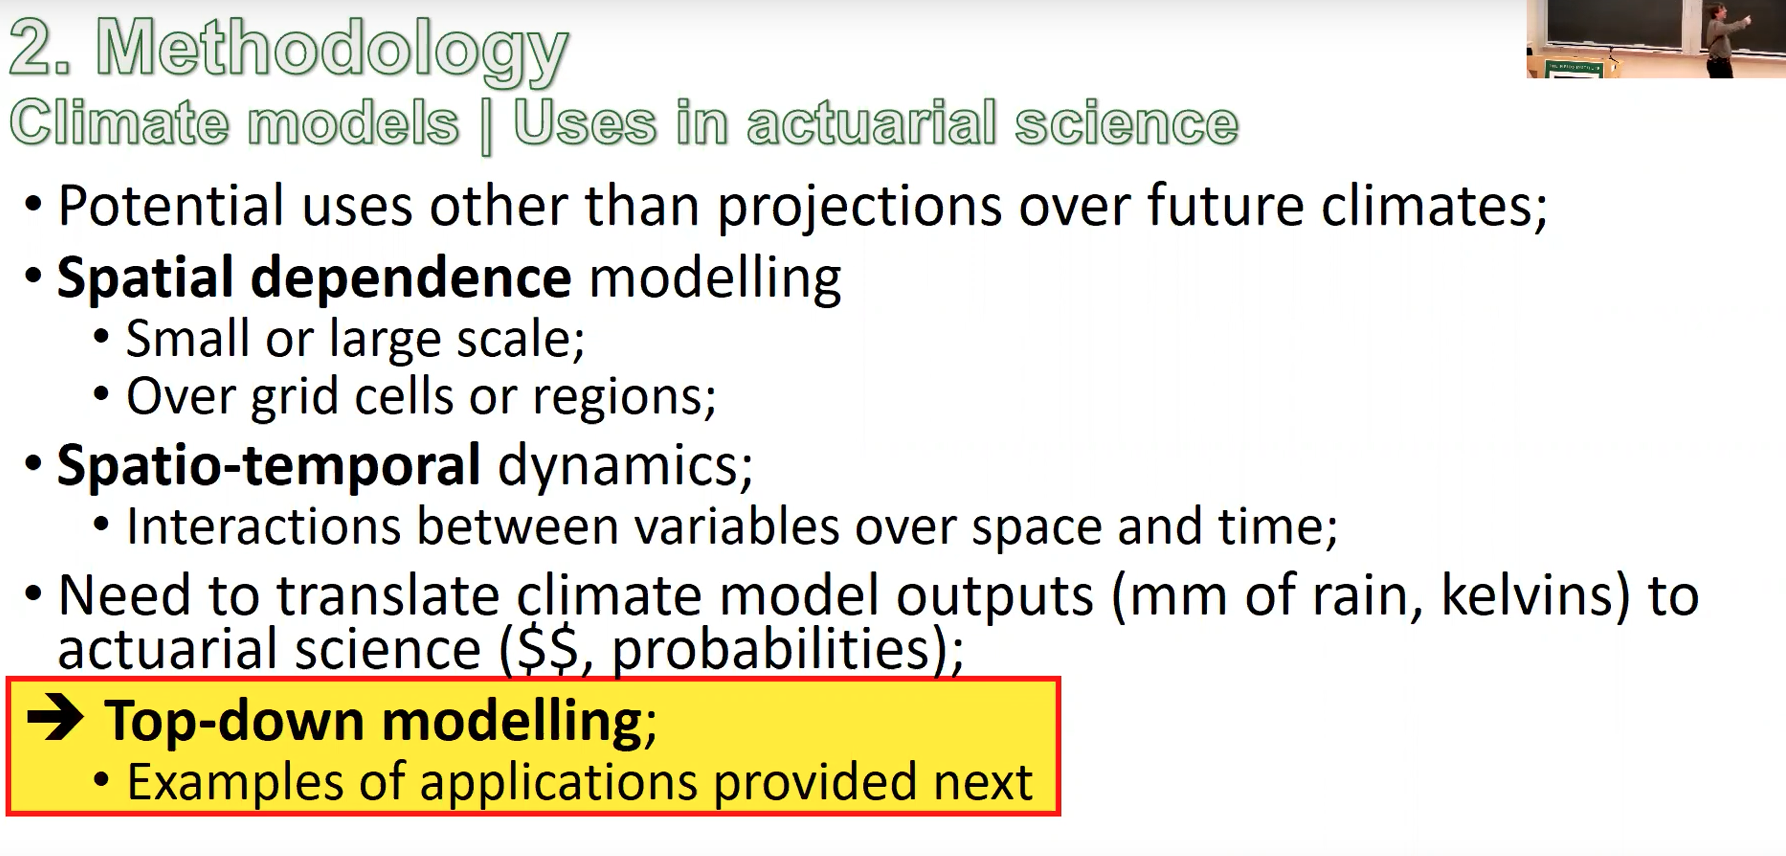 2. Methodology
Climate models | Uses in actuarial science
• Potential uses other than projections over future climates;
• Spatial dependence modelling
• Small or large scale;
• Over grid cells or regions;
• Spatio-temporal dynamics;
• Interactions between variables over space and time;
• Need to translate climate model outputs (mm of rain, kelvins) to
actuarial science ($$, probabilities);
➔ Top-down modelling;
• Examples of applications provided next